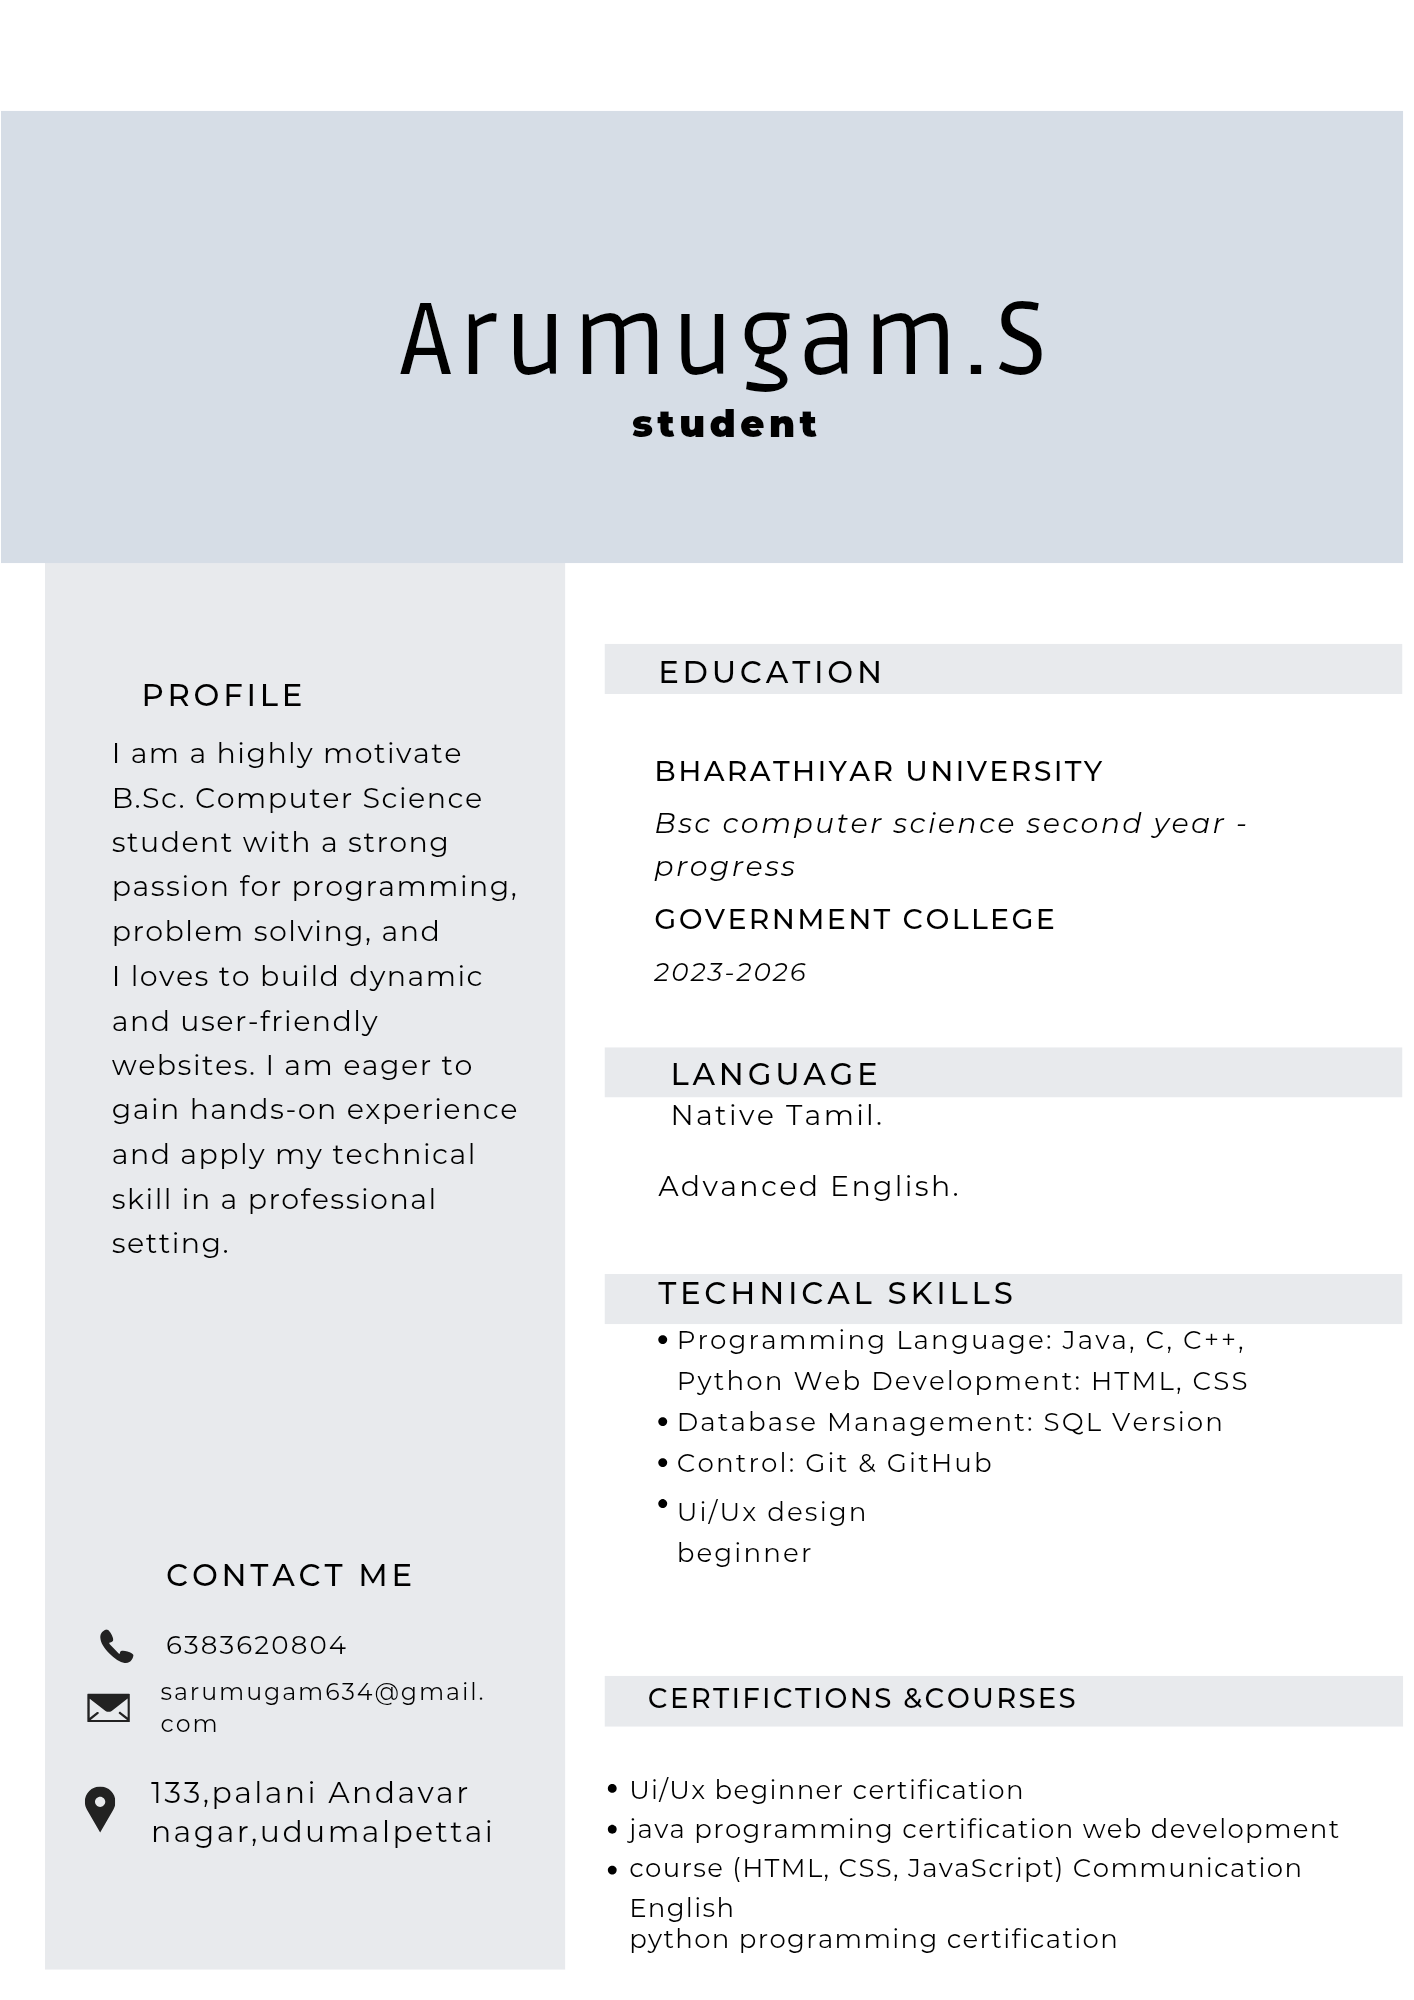 Arumugam.S
student
PROFILE
I am a highly motivate
B.Sc. Computer Science
student with a strong
passion for programming,
problem solving, and
I loves to build dynamic
and user-friendly
websites. I am eager to
gain hands-on experience
and apply my technical
skill in a professional
setting.
CONTACT ME
6383620804
sarumugam634@gmail.
com
133,palani Andavar
nagar,udumalpettai
EDUCATION
BHARATHIYAR UNIVERSITY
Bsc computer science second year -
progress
GOVERNMENT COLLEGE
2023-2026
LANGUAGE
Native Tamil.
Advanced English.
TECHNICAL SKILLS
• Programming Language: Java, C, C++,
Python Web Development: HTML, CSS
• Database Management: SQL Version
• Control: Git & GitHub
• Ui/Ux design
beginner
CERTIFICTIONS &COURSES
• Ui/Ux beginner certification
• java programming certification web development
• course (HTML, CSS, JavaScript) Communication
English
python programming certification